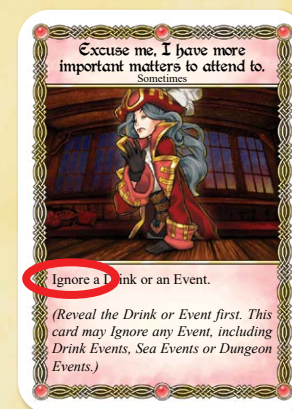 Excuse me, I have more
important matters to attend to.
Sometimes
Ignore a Drink or an Event.
(Reveal the Drink or Event first. This
card may Ignore any Event, including
Drink Events, Sea Events or Dungeon
Events.)